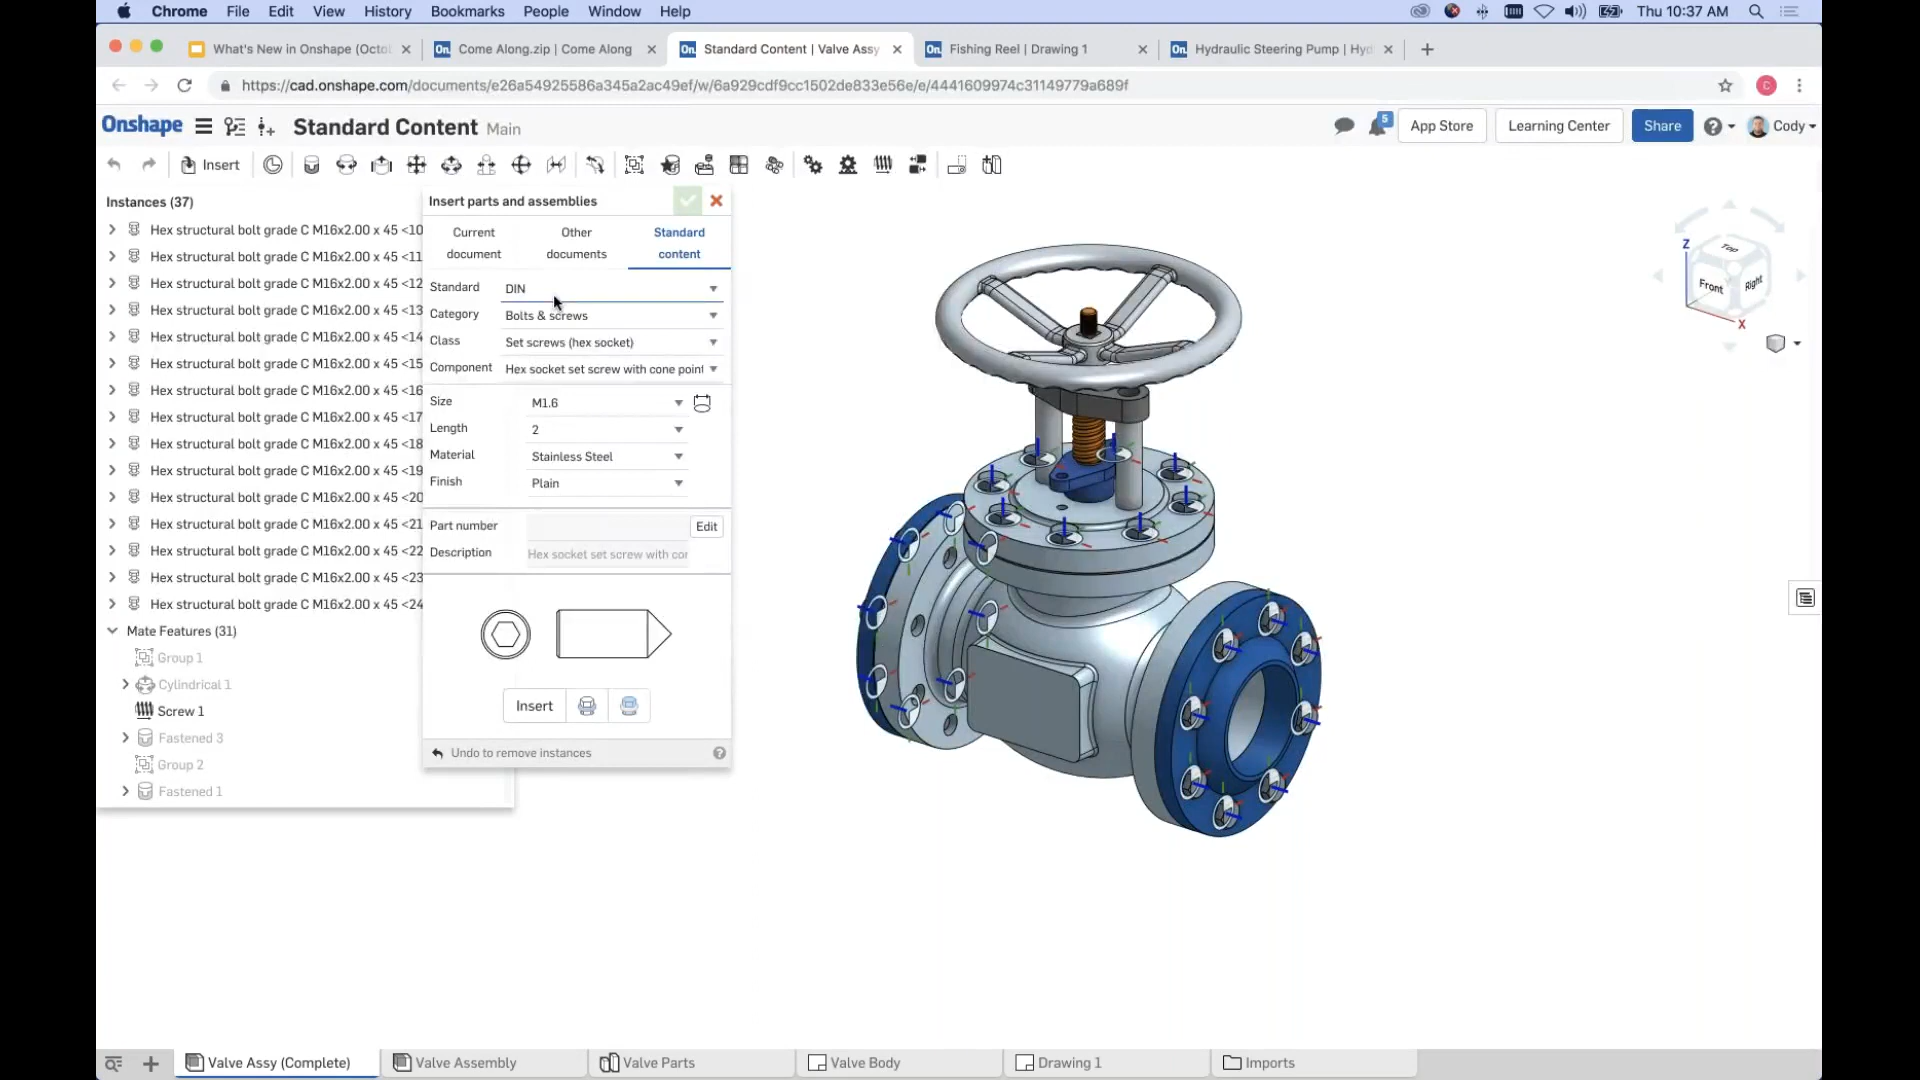 Chrome File Edit View History Bookmarks People Window Help Thu 10:37 AM
What's New in Onshape (Octo
Come Along.zip | Come Along
Standard Content | Valve Assy
Fishing Reel | Drawing 1
Hydraulic Steering Pump | Hyd
https://cad.onshape.com/documents/e26a54925586a345a2ac49ef/w/6a929cdf9cc1502de833e56e/e/4441609974c31149779a689f
C
Onshape Standard Content Main 5 App Store Learning Center Share Cody
Insert
Instances (37)
Hex structural bolt grade C M16x2.00 x 45 <10
Hex structural bolt grade C M16x2.00 x 45 <11
Hex structural bolt grade C M16x2.00 x 45 <12
Hex structural bolt grade C M16x2.00 x 45 <13
Hex structural bolt grade C M16x2.00 x 45 <14
Hex structural bolt grade C M16x2.00 x 45 <15
Hex structural bolt grade C M16x2.00 x 45 <16
Hex structural bolt grade C M16x2.00 x 45 <17
Hex structural bolt grade C M16x2.00 x 45 <18
Hex structural bolt grade C M16x2.00 x 45 <19
Hex structural bolt grade C M16x2.00 x 45 <20
Hex structural bolt grade C M16x2.00 x 45 <21
Hex structural bolt grade C M16x2.00 x 45 <22
Hex structural bolt grade C M16x2.00 x 45 <23
Hex structural bolt grade C M16x2.00 x 45 <24
Mate Features (31)
Group 1
Cylindrical 1
Screw 1
Fastened 3
Group 2
Fastened 1
Insert parts and assemblies
Current document
Other documents
Standard content
Standard DIN
Category Bolts & screws
Class Set screws (hex socket)
Component Hex socket set screw with cone point
Size M1.6
Length 2
Material Stainless Steel
Finish Plain
Part number Edit
Description Hex socket set screw with cor
Insert
Undo to remove instances
Z
Top
Front
Right
X
Valve Assy (Complete)
Valve Assembly
Valve Parts
Valve Body
Drawing 1
Imports